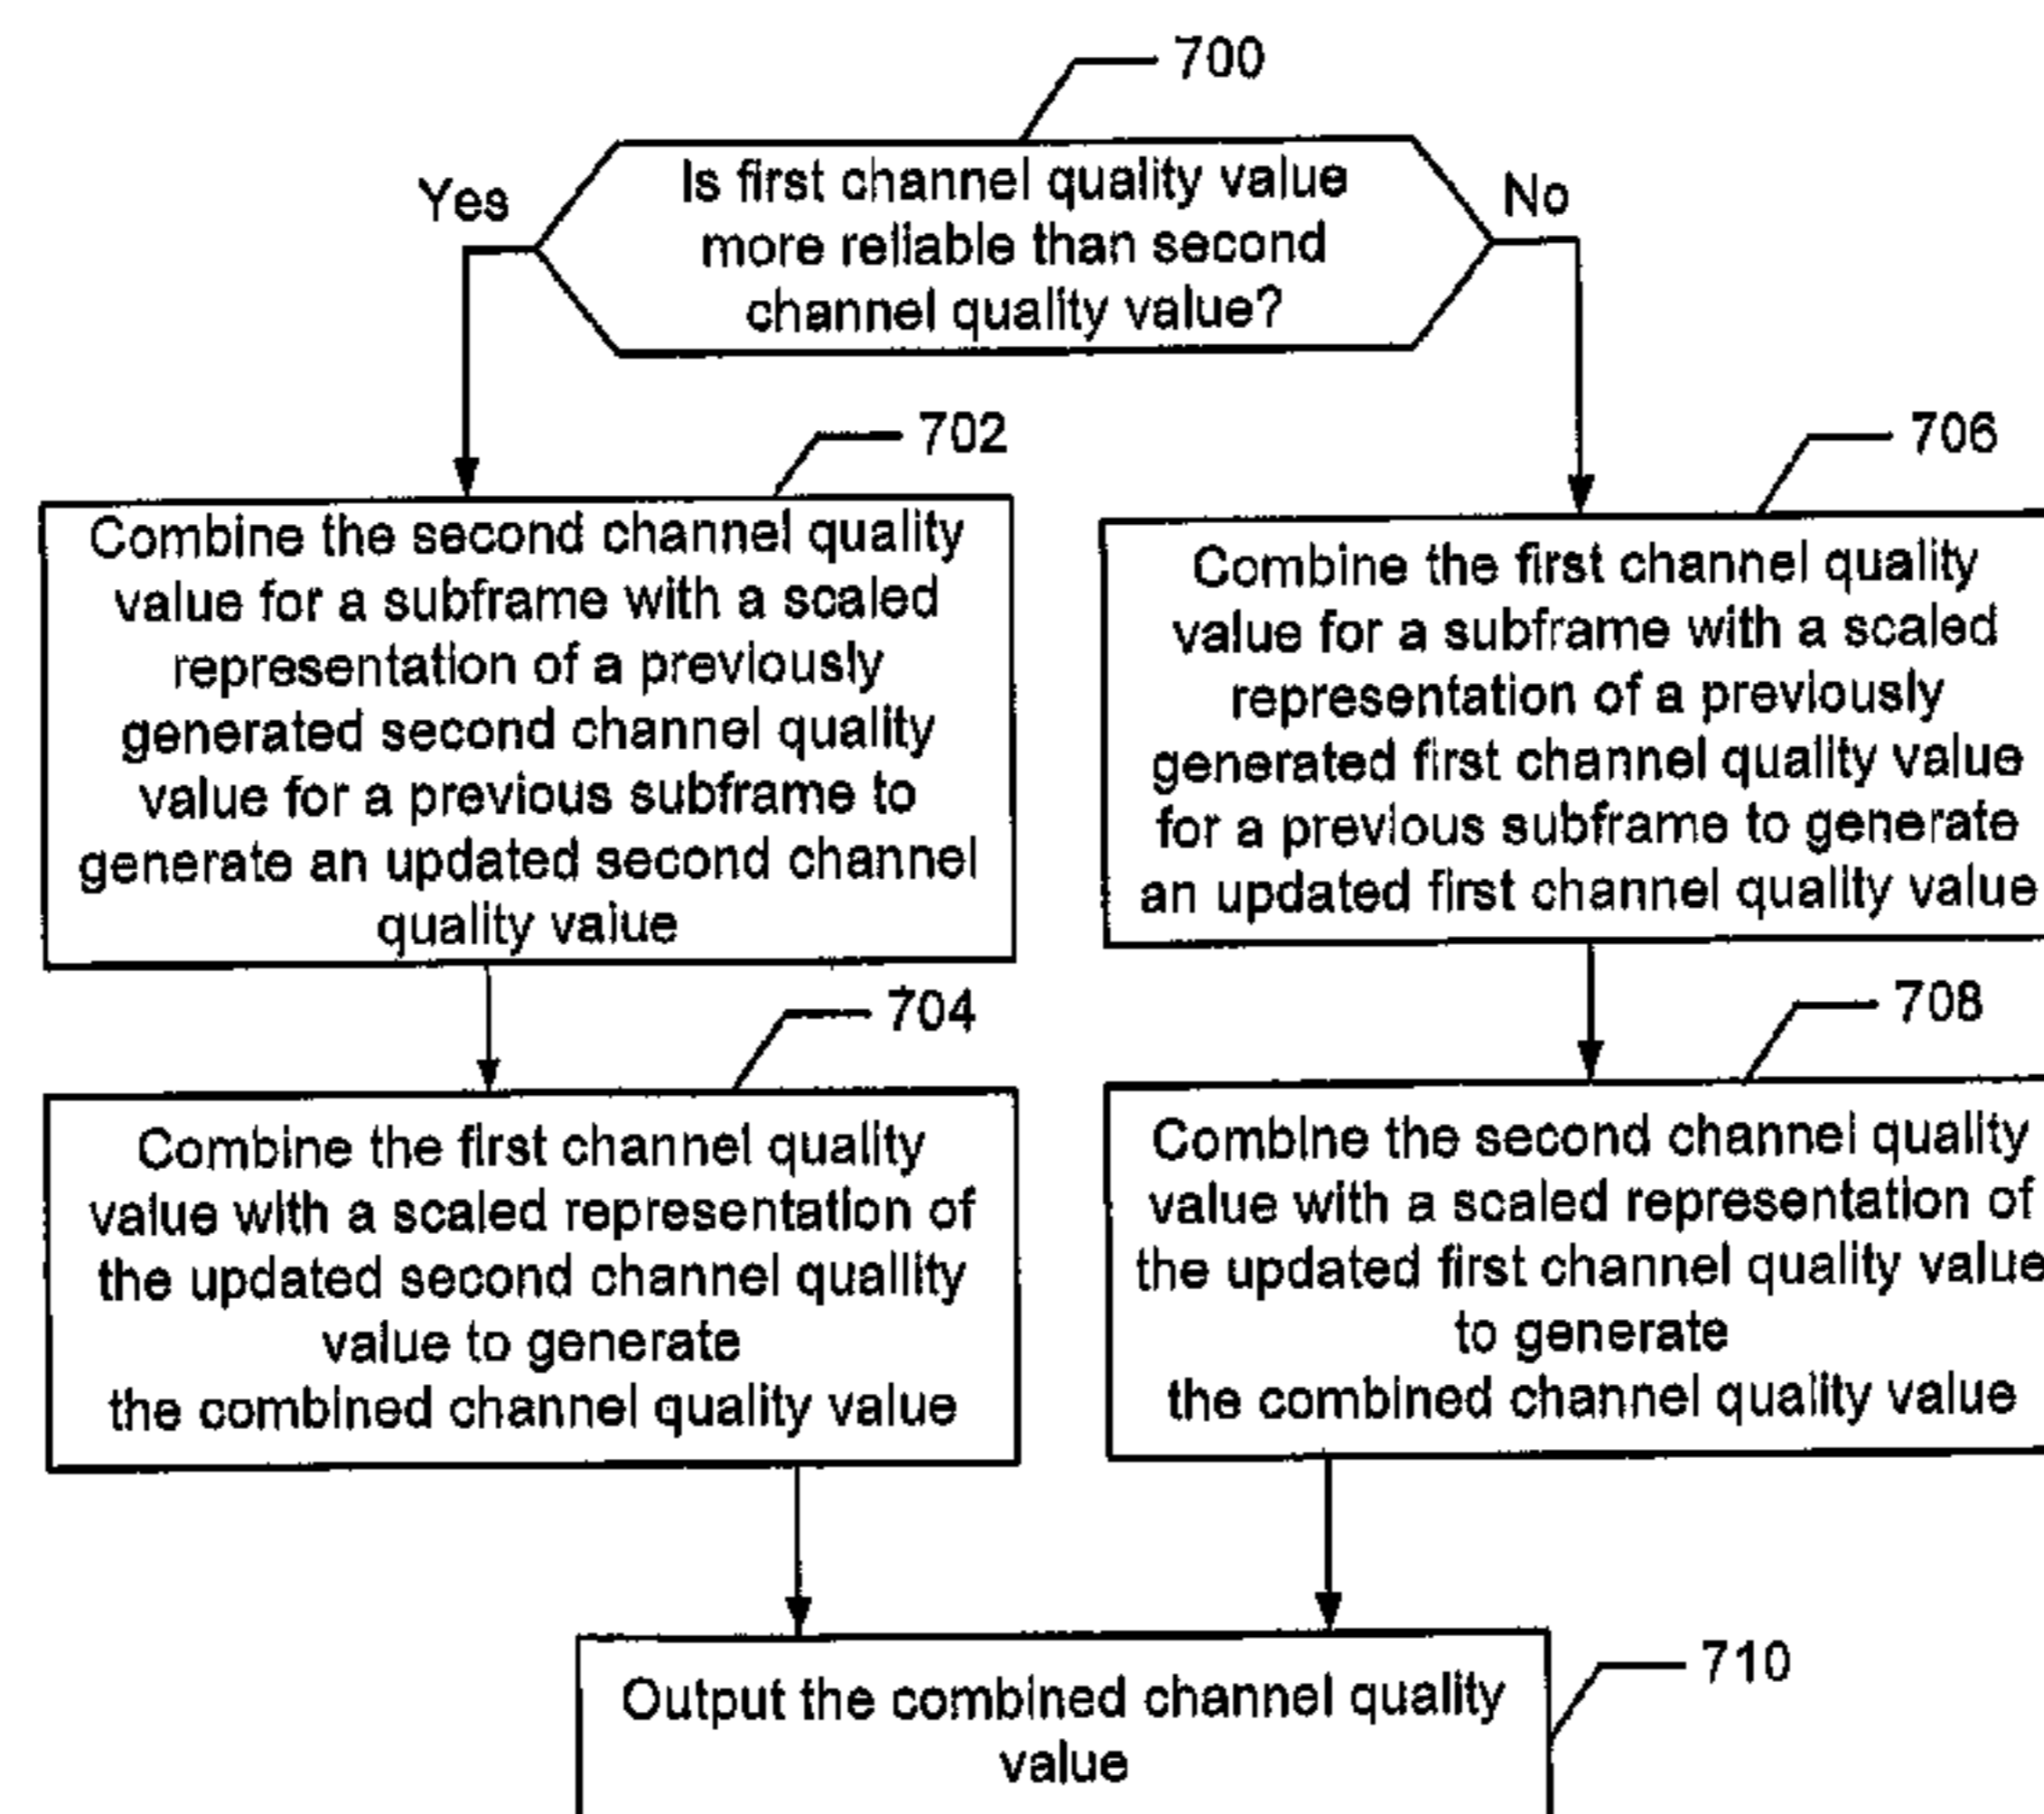 700
Is first channel quality value
more reliable than second
channel quality value?
Yes
No
702
Combine the second channel quality
value for a subframe with a scaled
representation of a previously
generated second channel quality
value for a previous subframe to
generate an updated second channel
quality value
706
Combine the first channel quality
value for a subframe with a scaled
representation of a previously
generated first channel quality value
for a previous subframe to generate
an updated first channel quality value
704
Combine the first channel quality
value with a scaled representation of
the updated second channel quallity
value to generate
the combined channel quality value
708
Combine the second channel quality
value with a scaled representation of
the updated first channel quality value
to generate
the combined channel quality value
710
Output the combined channel quality
value